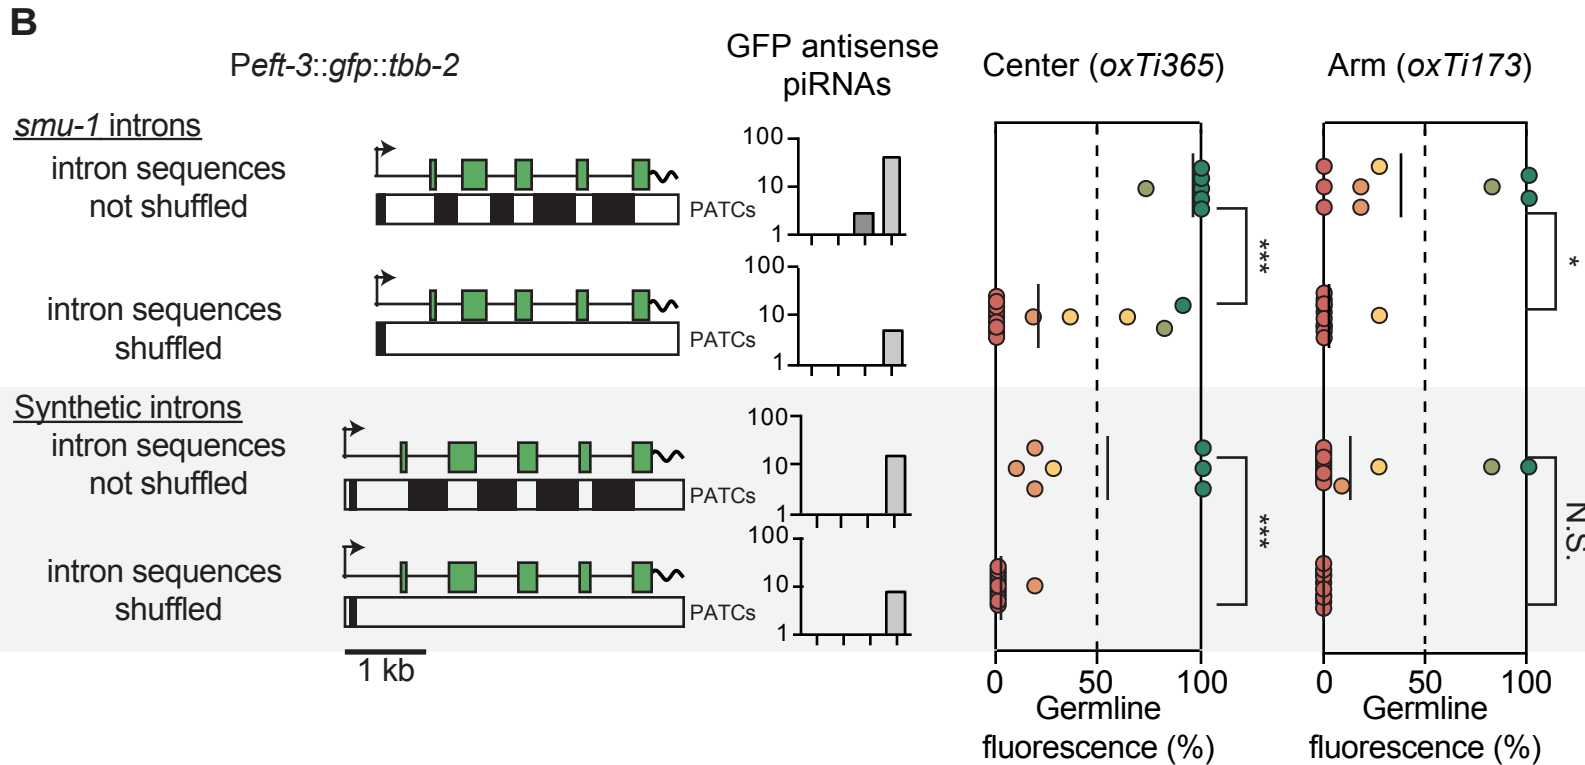 B
Peft-3::gfp::tbb-2
GFP antisense
piRNAs
Center (oxTi365)
Arm (oxTi173)
smu-1 introns
intron sequences
not shuffled
PATCs
100
10
1
***
*
intron sequences
shuffled
PATCs
100
10
1
Synthetic introns
intron sequences
not shuffled
PATCs
100
10
1
***
N.S.
intron sequences
shuffled
PATCs
100
10
1
1 kb
0 50 100
Germline
fluorescence (%)
0 50 100
Germline
fluorescence (%)